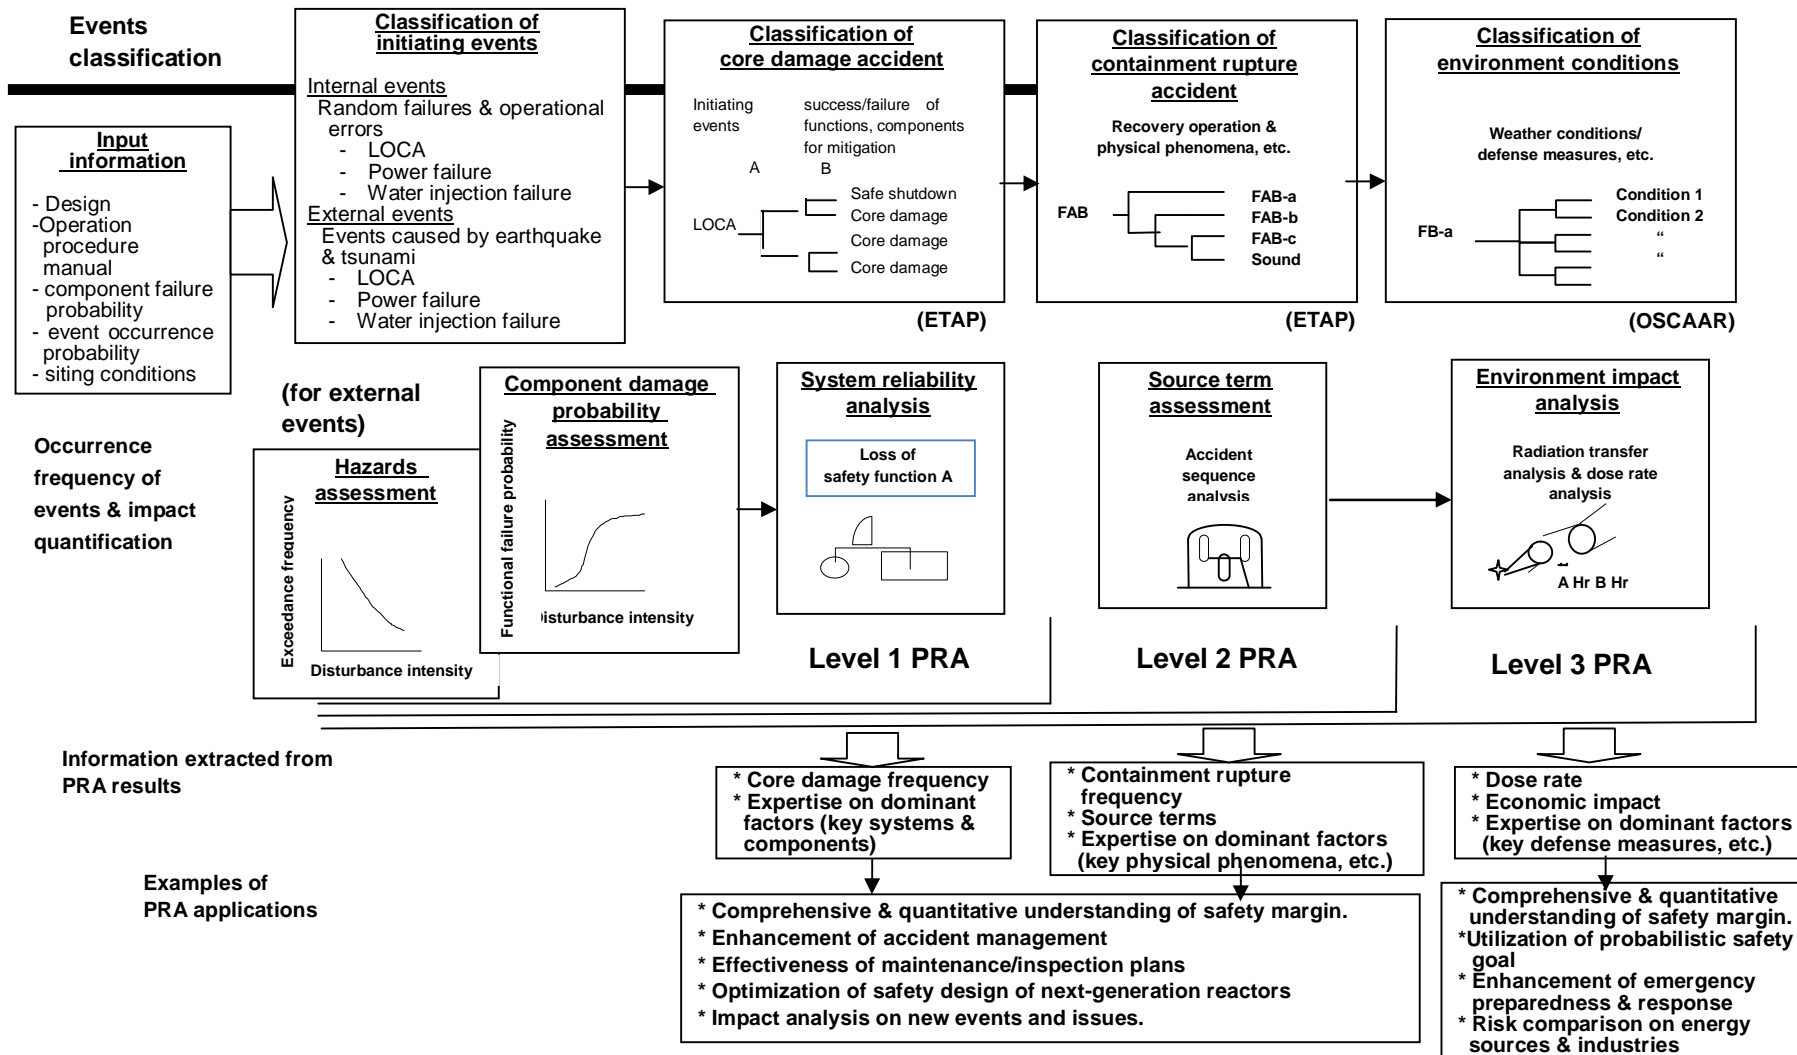 Events
classification
Classification of
initiating events
Internal events
Random failures & operational
errors
- LOCA
- Power failure
- Water injection failure
External events
Events caused by earthquake
& tsunami
- LOCA
- Power failure
- Water injection failure
Classification of
core damage accident
Initiating
events
success/failure of
functions, components
for mitigation
A B
LOCA
Safe shutdown
Core damage
Core damage
Core damage
(ETAP)
Classification of
containment rupture
accident
Recovery operation &
physical phenomena, etc.
FAB
FAB-a
FAB-b
FAB-c
Sound
(ETAP)
Classification of
environment conditions
Weather conditions/
defense measures, etc.
FB-a
Condition 1
Condition 2
“
“
(OSCAAR)
Input
information
- Design
-Operation
procedure
manual
- component failure
probability
- event occurrence
probability
- siting conditions
Occurrence
frequency of
events & impact
quantification
(for external
events)
Hazards
assessment
Exceedance frequency
Disturbance intensity
Component damage
probability
assessment
Functional failure probability
Disturbance intensity
System reliability
analysis
Loss of
safety function A
Source term
assessment
Accident
sequence
analysis
Environment impact
analysis
Radiation transfer
analysis & dose rate
analysis
A Hr B Hr
Level 1 PRA
Level 2 PRA
Level 3 PRA
Information extracted from
PRA results
* Core damage frequency
* Expertise on dominant
factors (key systems &
components)
* Containment rupture
frequency
* Source terms
* Expertise on dominant factors
(key physical phenomena, etc.)
* Dose rate
* Economic impact
* Expertise on dominant factors
(key defense measures, etc.)
Examples of
PRA applications
* Comprehensive & quantitative understanding of safety margin.
* Enhancement of accident management
* Effectiveness of maintenance/inspection plans
* Optimization of safety design of next-generation reactors
* Impact analysis on new events and issues.
* Comprehensive & quantitative
understanding of safety margin.
*Utilization of probabilistic safety
goal
* Enhancement of emergency
preparedness & response
* Risk comparison on energy
sources & industries